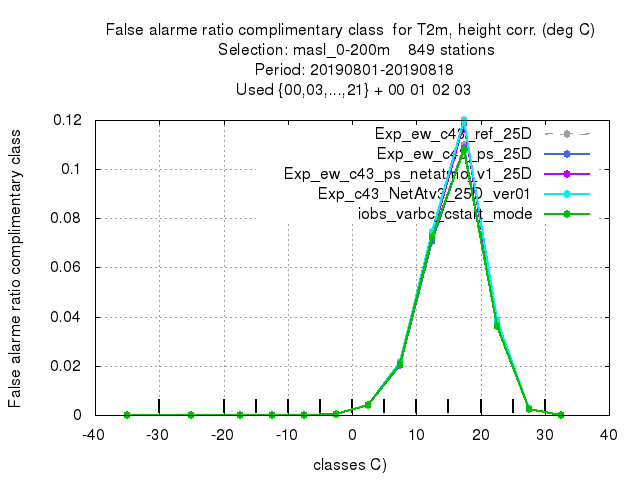 False alarme ratio complimentary class  for T2m, height corr. (deg C)
Selection: masl_0-200m    849 stations
Period: 20190801-20190818
Used {00,03,...,21} + 00 01 02 03
False alarme ratio complimentary class
0.12
0.1
0.08
0.06
0.04
0.02
0
Exp_ew_c43_ref_25D
Exp_ew_c43_ps_25D
Exp_ew_c43_ps_netatmo_v1_25D
Exp_c43_NetAtv3_25D_ver01
iobs_varbc_cstart_mode
-40 -30 -20 -10 0 10 20 30 40
classes C)